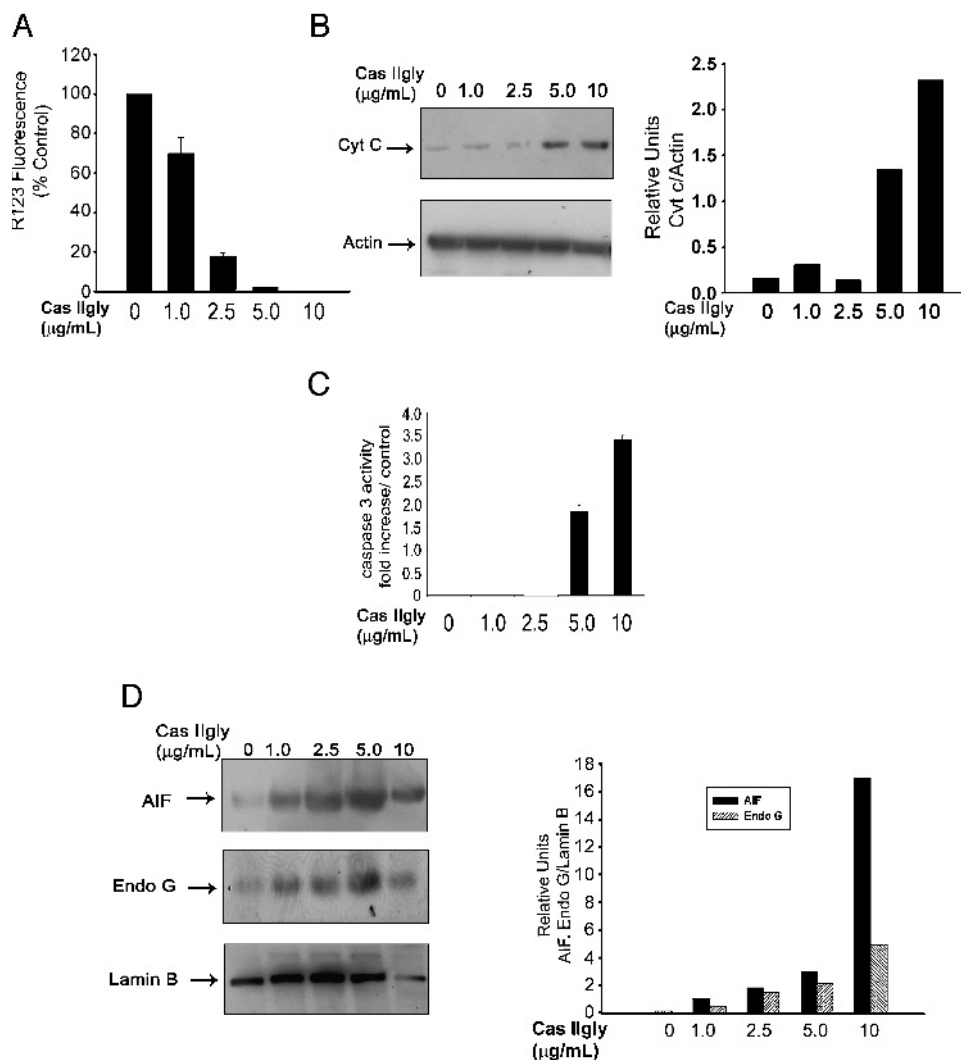 A
R123 Fluorescence
(% Control)
120
100
80
60
40
20
0
Cas IIgly
(µg/mL)
0 1.0 2.5 5.0 10
B
Cas IIgly
(µg/mL)
0 1.0 2.5 5.0 10
Cyt C
Actin
Relative Units
Cvt c/Actin
2.5
2.0
1.5
1.0
0.5
0.0
Cas IIgly
(µg/mL)
0 1.0 2.5 5.0 10
C
caspase 3 activity
fold increase/ control
4.0
3.5
3.0
2.5
2.0
1.5
1.0
0.5
0
Cas IIgly
(µg/mL)
0 1.0 2.5 5.0 10
D
Cas IIgly
(µg/mL)
0 1.0 2.5 5.0 10
AIF
Endo G
Lamin B
Relative Units
AIF. Endo G/Lamin B
18
16
14
12
10
8
6
4
2
0
AIF
Endo G
Cas IIgly
(µg/mL)
0 1.0 2.5 5.0 10